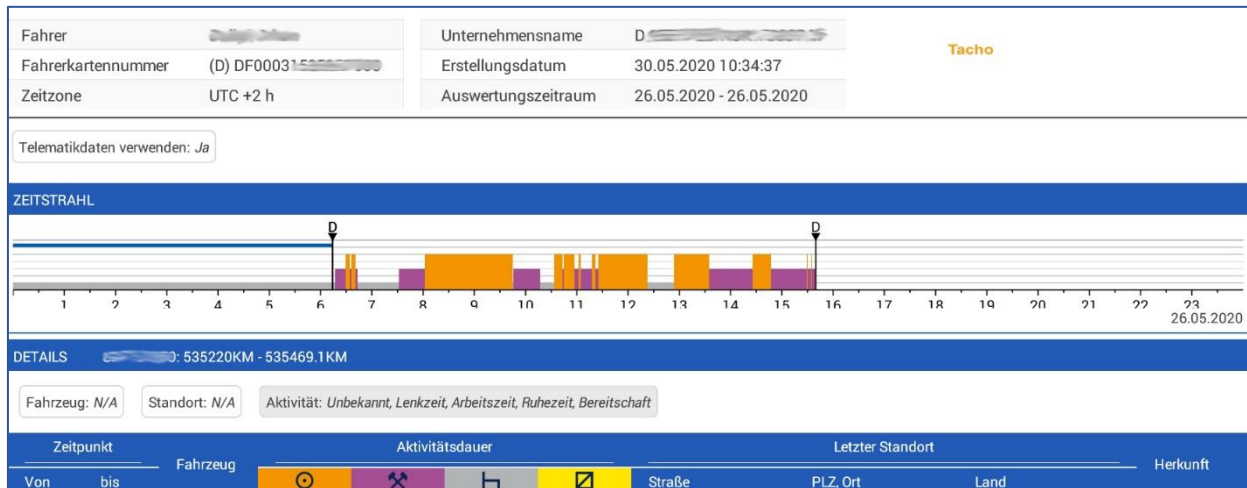 Fahrer
Unternehmensname D
Tacho
Fahrerkartennummer (D) DF00031
Erstellungsdatum 30.05.2020 10:34:37
Zeitzone UTC +2 h
Auswertungszeitraum 26.05.2020 - 26.05.2020
Telematikdaten verwenden: Ja
ZEITSTRAHL
D D
1 2 3 4 5 6 7 8 9 10 11 12 13 14 15 16 17 18 19 20 21 22 23
26.05.2020
DETAILS : 535220KM - 535469.1KM
Fahrzeug: N/A Standort: N/A Aktivität: Unbekannt, Lenkzeit, Arbeitszeit, Ruhezeit, Bereitschaft
Zeitpunkt Aktivitätsdauer Letzter Standort
Fahrzeug Herkunft
Von bis Straße PLZ, Ort Land